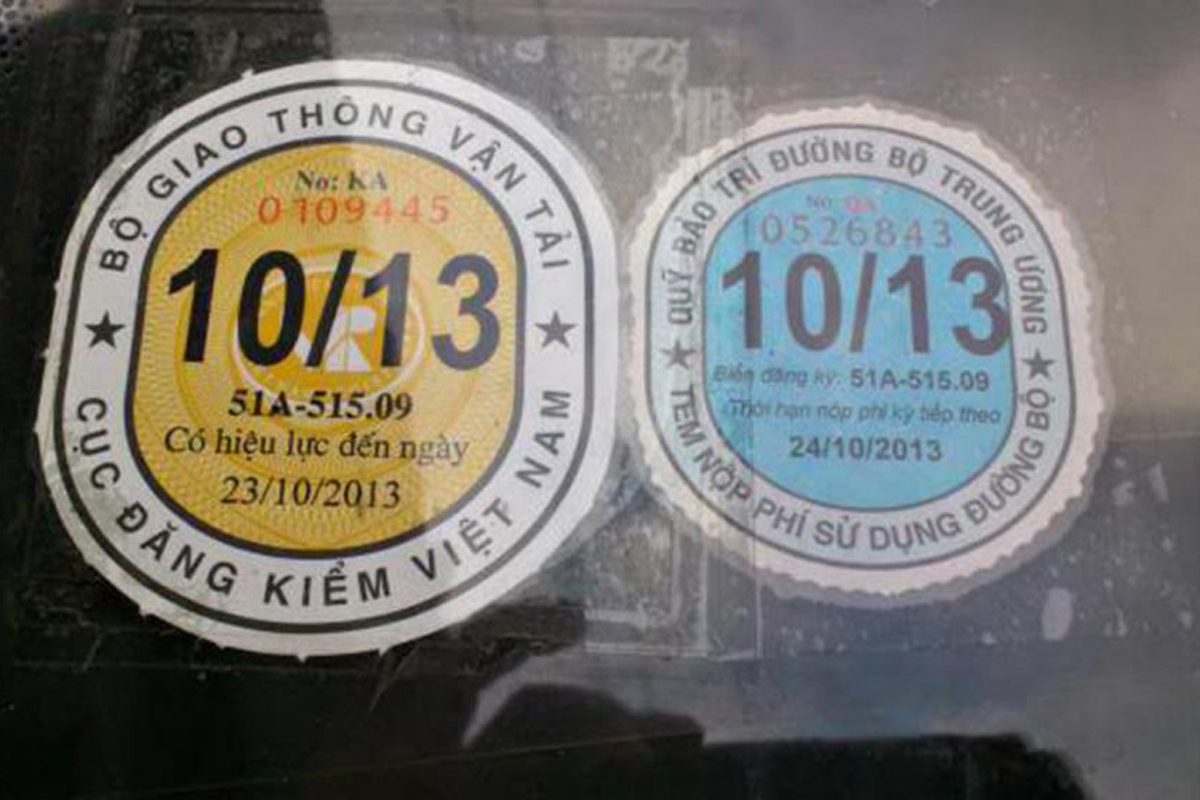 BỘ GIAO THÔNG VẬN TẢI
No: KA
0109445
10/13
51A-515.09
Có hiệu lực đến ngày
23/10/2013
★ CỤC ĐĂNG KIỂM VIỆT NAM ★
QUỸ BẢO TRÌ ĐƯỜNG BỘ TRUNG ƯƠNG
No: QA
10526843
10/13
Biển đăng ký: 51A-515.09
Thời hạn nộp phí kỳ tiếp theo
24/10/2013
★ TEM NỘP PHÍ SỬ DỤNG ĐƯỜNG BỘ ★